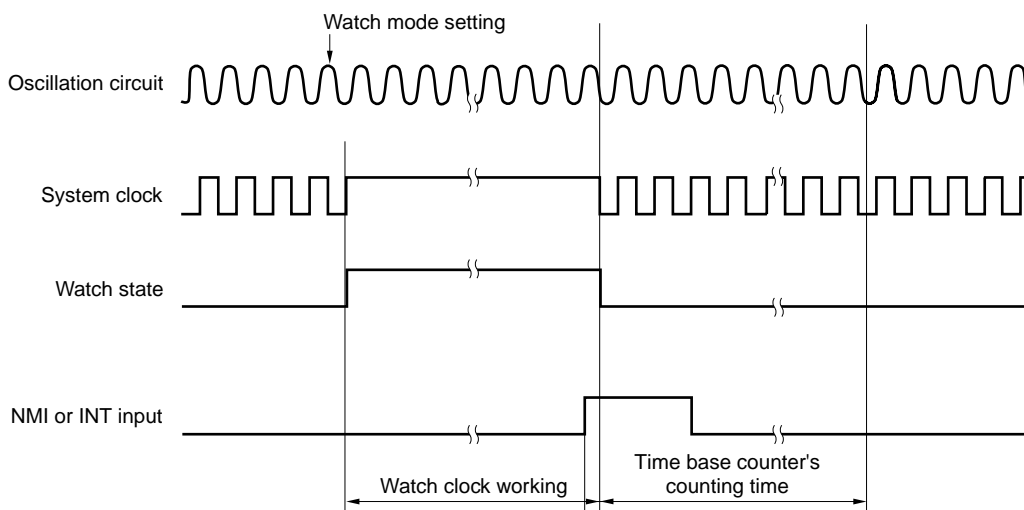 Watch mode setting
Oscillation circuit
System clock
Watch state
NMI or INT input
Watch clock working
Time base counter's
counting time